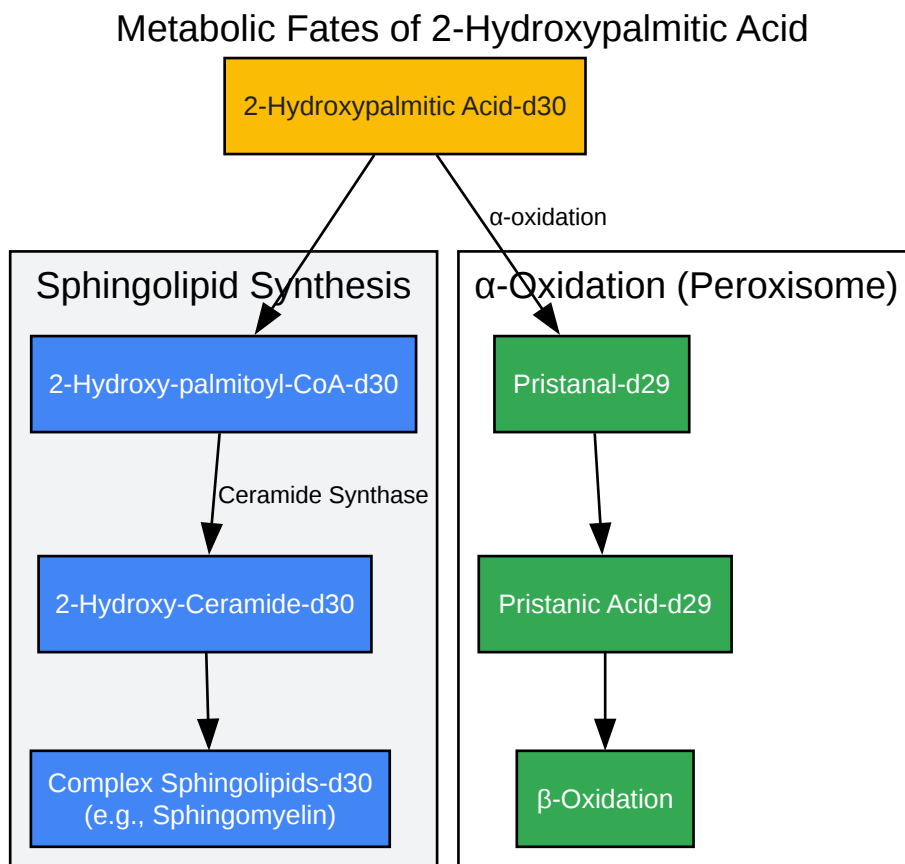 Metabolic Fates of 2-Hydroxypalmitic Acid
2-Hydroxypalmitic Acid-d30
α-oxidation
Sphingolipid Synthesis
2-Hydroxy-palmitoyl-CoA-d30
Ceramide Synthase
2-Hydroxy-Ceramide-d30
Complex Sphingolipids-d30
(e.g., Sphingomyelin)
α-Oxidation (Peroxisome)
Pristanal-d29
Pristanic Acid-d29
β-Oxidation